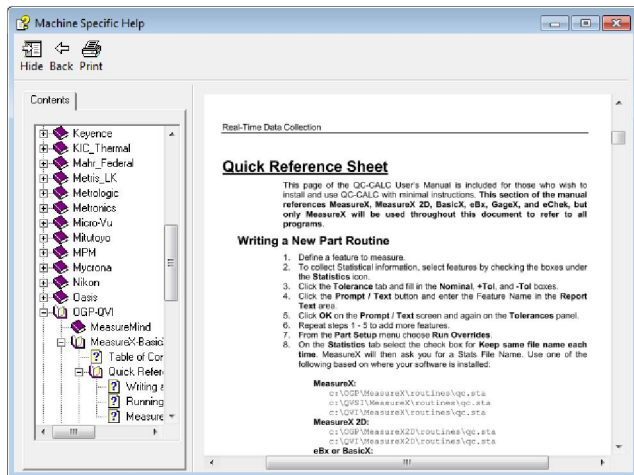 Machine Specific Help
Hide Back Print
Contents
Keyence
KIC_Thermal
Mahr_Federal
Metris_LK
Metrologic
Metronics
Micro-Vu
Mitutoyo
MPM
Mycrona
Nikon
Oasis
OGP-QVI
MeasureMind
MeasureX-Basic
Table of Cor
Quick Refere
Writing a
Running
Measure
Real-Time Data Collection
Quick Reference Sheet
This page of the QC-CALC User's Manual is included for those who wish to
install and use QC-CALC with minimal instructions. This section of the manual
references MeasureX, MeasureX 2D, BasicX, eBx, GageX, and eChek, but
only MeasureX will be used throughout this document to refer to all
programs.
Writing a New Part Routine
1. Define a feature to measure.
2. To collect Statistical information, select features by checking the boxes under
the Statistics icon.
3. Click the Tolerance tab and fill in the Nominal, +Tol, and -Tol boxes.
4. Click the Prompt / Text button and enter the Feature Name in the Report
Text area.
5. Click OK on the Prompt / Text screen and again on the Tolerances panel.
6. Repeat steps 1 - 5 to add more features.
7. From the Part Setup menu choose Run Overrides.
8. On the Statistics tab select the check box for Keep same file name each
time. MeasureX will then ask you for a Stats File Name. Use one of the
following based on where your software is installed:
MeasureX:
c:\OGP\MeasureX\routines\qc.sta
c:\QVSI\MeasureX\routines\qc.sta
c:\QVI\MeasureX\routines\qc.sta
MeasureX 2D:
c:\OGP\MeasureX2D\routines\qc.sta
c:\QVI\MeasureX2D\routines\qc.sta
eBx or BasicX: